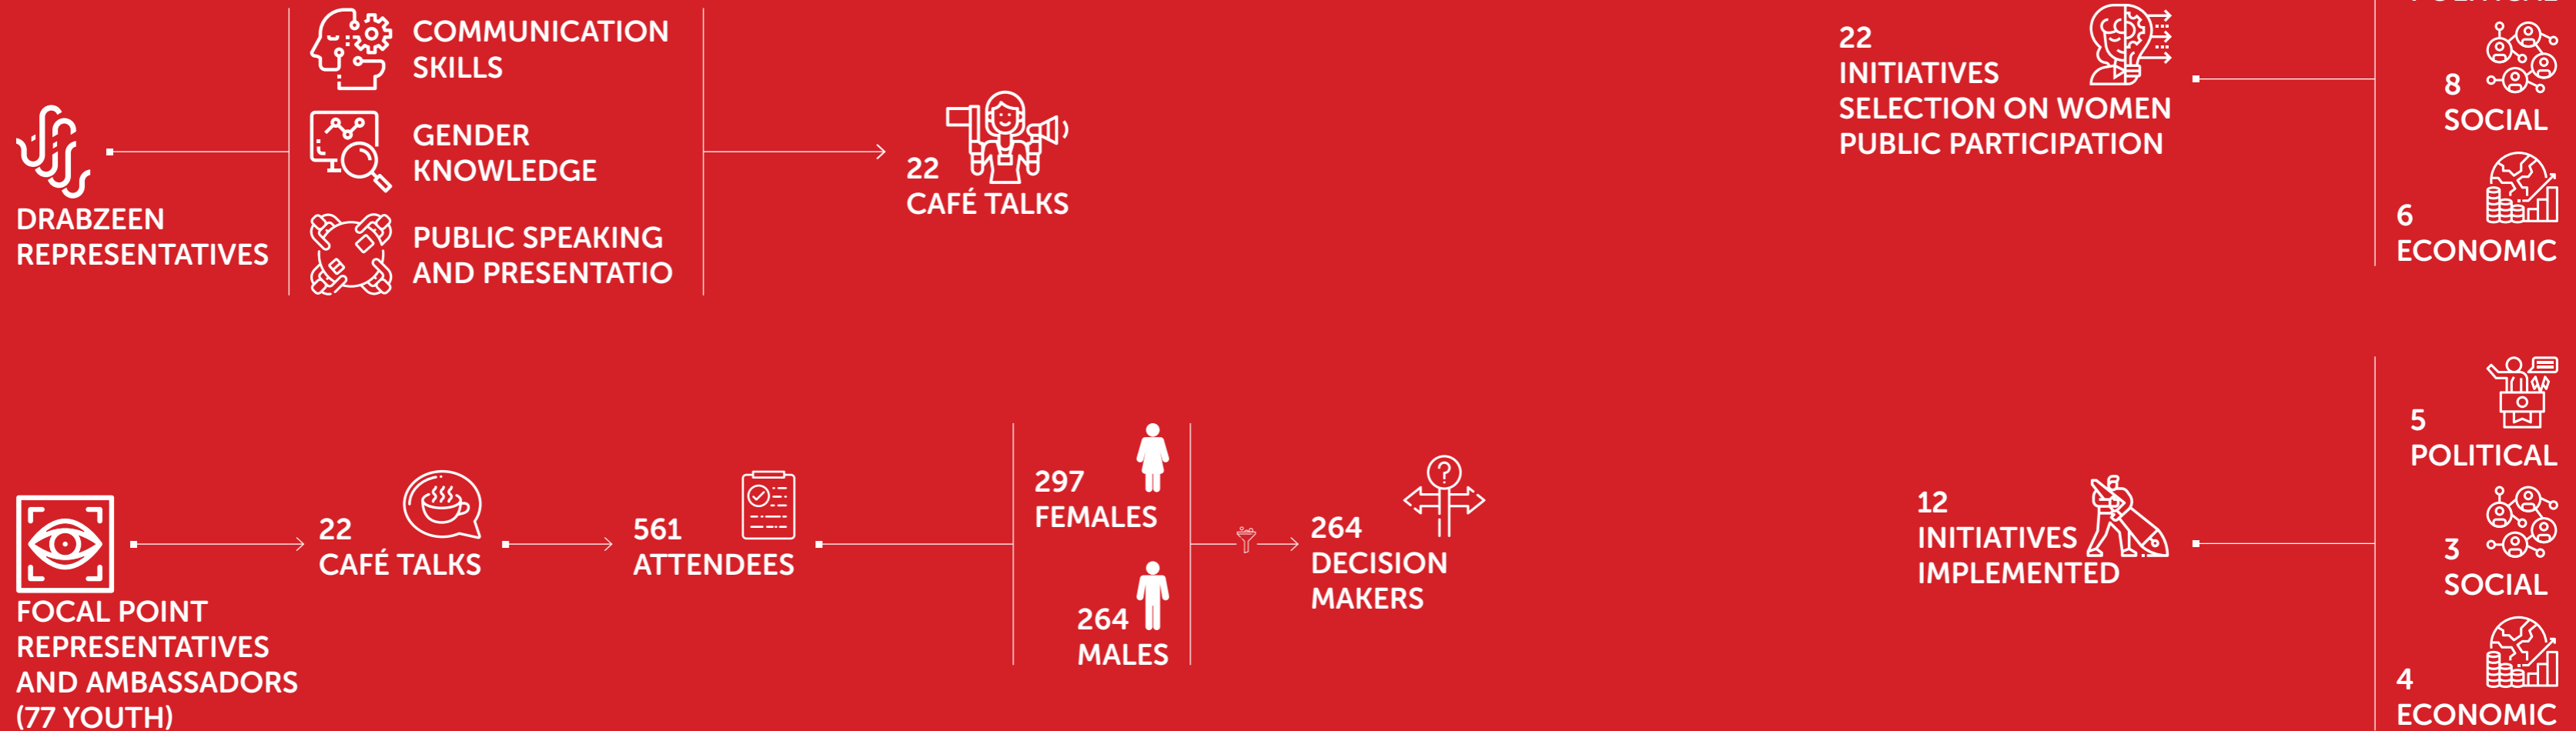 COMMUNICATION
SKILLS
GENDER
KNOWLEDGE
PUBLIC SPEAKING
AND PRESENTATIO
DRABZEEN
REPRESENTATIVES
22
CAFÉ TALKS
22
INITIATIVES
SELECTION ON WOMEN
PUBLIC PARTICIPATION
POLITICAL
8
SOCIAL
6
ECONOMIC
FOCAL POINT
REPRESENTATIVES
AND AMBASSADORS
(77 YOUTH)
22
CAFÉ TALKS
561
ATTENDEES
297
FEMALES
264
MALES
264
DECISION
MAKERS
12
INITIATIVES
IMPLEMENTED
5
POLITICAL
3
SOCIAL
4
ECONOMIC